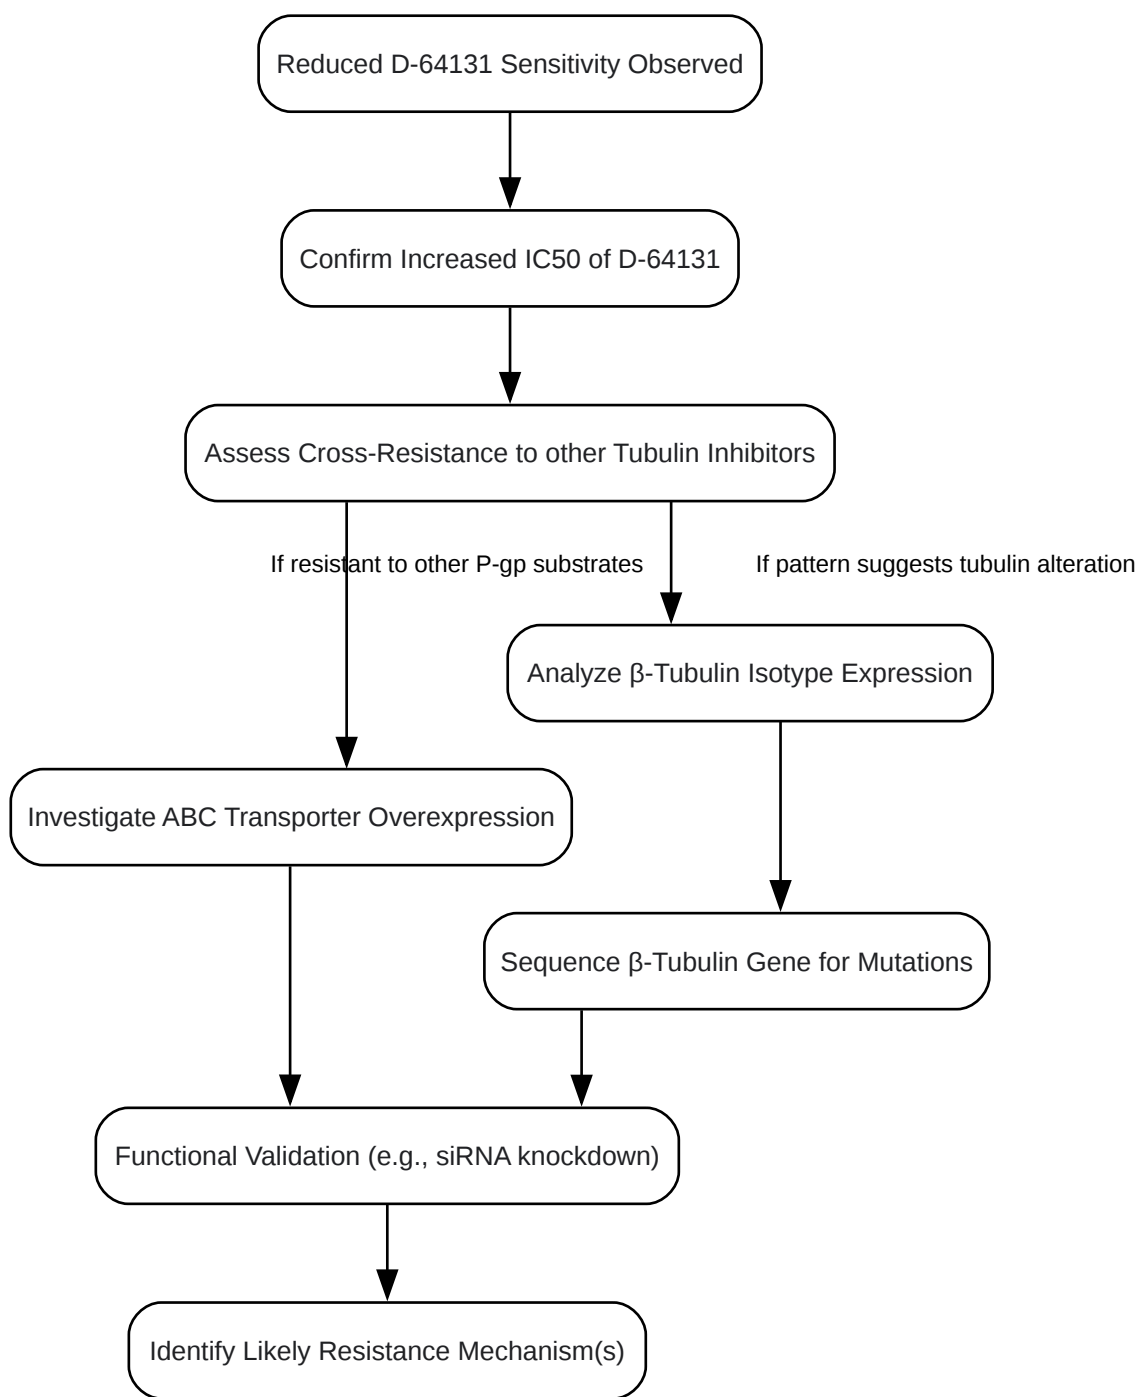 Reduced D-64131 Sensitivity Observed
Confirm Increased IC50 of D-64131
Assess Cross-Resistance to other Tubulin Inhibitors
If resistant to other P-gp substrates
If pattern suggests tubulin alteration
Analyze β-Tubulin Isotype Expression
Investigate ABC Transporter Overexpression
Sequence β-Tubulin Gene for Mutations
Functional Validation (e.g., siRNA knockdown)
Identify Likely Resistance Mechanism(s)